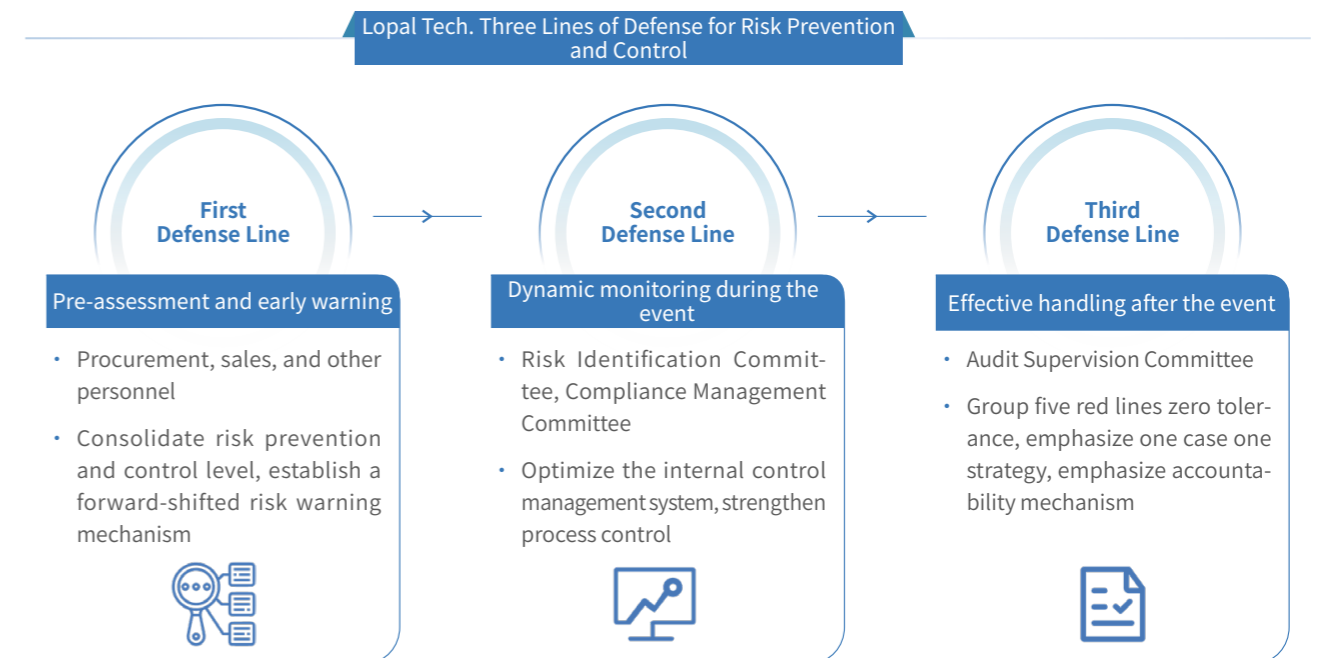 Lopal Tech. Three Lines of Defense for Risk Prevention
and Control
First
Defense Line
Pre-assessment and early warning
• Procurement, sales, and other
personnel
• Consolidate risk prevention
and control level, establish a
forward-shifted risk warning
mechanism
Second
Defense Line
Dynamic monitoring during the
event
• Risk Identification Commit-
tee, Compliance Management
Committee
• Optimize the internal control
management system, strengthen
process control
Third
Defense Line
Effective handling after the event
• Audit Supervision Committee
• Group five red lines zero toler-
ance, emphasize one case one
strategy, emphasize accounta-
bility mechanism